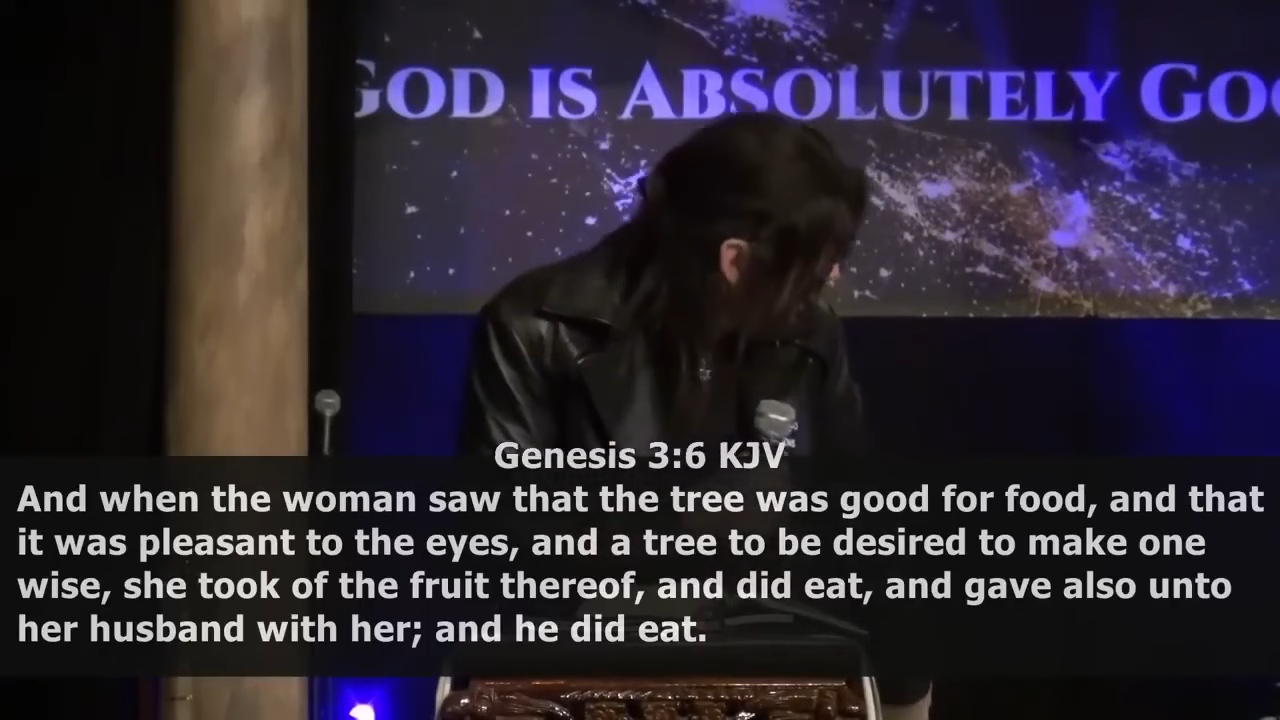 GOD IS ABSOLUTELY GOO
Genesis 3:6 KJV
And when the woman saw that the tree was good for food, and that
it was pleasant to the eyes, and a tree to be desired to make one
wise, she took of the fruit thereof, and did eat, and gave also unto
her husband with her; and he did eat.